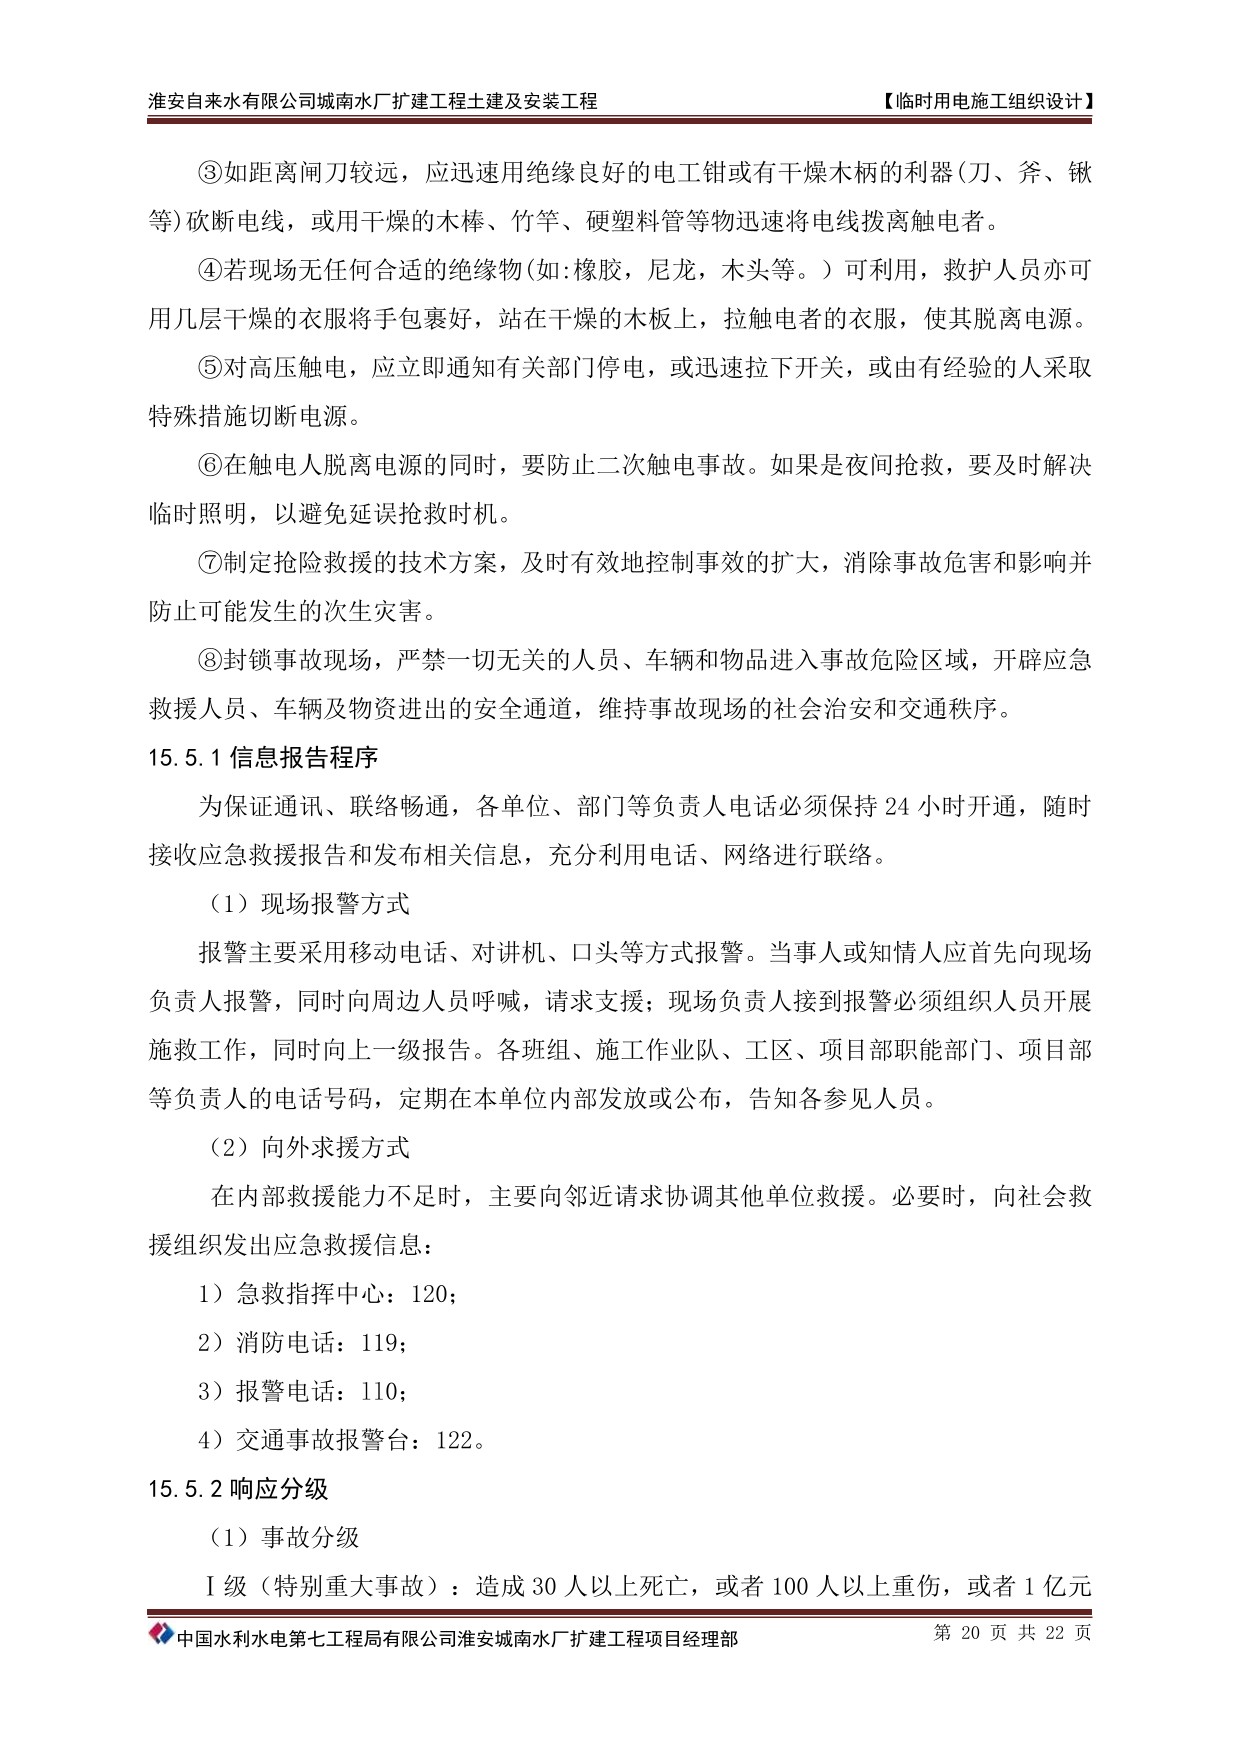 淮安自来水有限公司城南水厂扩建工程土建及安装工程 【临时用电施工组织设计】
③如距离闸刀较远，应迅速用绝缘良好的电工钳或有干燥木柄的利器(刀、斧、锹
等)砍断电线，或用干燥的木棒、竹竿、硬塑料管等物迅速将电线拨离触电者。
④若现场无任何合适的绝缘物(如:橡胶，尼龙，木头等。）可利用，救护人员亦可
用几层干燥的衣服将手包裹好，站在干燥的木板上，拉触电者的衣服，使其脱离电源。
⑤对高压触电，应立即通知有关部门停电，或迅速拉下开关，或由有经验的人采取
特殊措施切断电源。
⑥在触电人脱离电源的同时，要防止二次触电事故。如果是夜间抢救，要及时解决
临时照明，以避免延误抢救时机。
⑦制定抢险救援的技术方案，及时有效地控制事效的扩大，消除事故危害和影响并
防止可能发生的次生灾害。
⑧封锁事故现场，严禁一切无关的人员、车辆和物品进入事故危险区域，开辟应急
救援人员、车辆及物资进出的安全通道，维持事故现场的社会治安和交通秩序。
15.5.1 信息报告程序
为保证通讯、联络畅通，各单位、部门等负责人电话必须保持 24 小时开通，随时
接收应急救援报告和发布相关信息，充分利用电话、网络进行联络。
（1）现场报警方式
报警主要采用移动电话、对讲机、口头等方式报警。当事人或知情人应首先向现场
负责人报警，同时向周边人员呼喊，请求支援；现场负责人接到报警必须组织人员开展
施救工作，同时向上一级报告。各班组、施工作业队、工区、项目部职能部门、项目部
等负责人的电话号码，定期在本单位内部发放或公布，告知各参见人员。
（2）向外求援方式
在内部救援能力不足时，主要向邻近请求协调其他单位救援。必要时，向社会救
援组织发出应急救援信息：
1）急救指挥中心：120；
2）消防电话：119；
3）报警电话：110；
4）交通事故报警台：122。
15.5.2 响应分级
（1）事故分级
Ⅰ级（特别重大事故）：造成 30 人以上死亡，或者 100 人以上重伤，或者 1 亿元
中国水利水电第七工程局有限公司淮安城南水厂扩建工程项目经理部 第 20 页 共 22 页